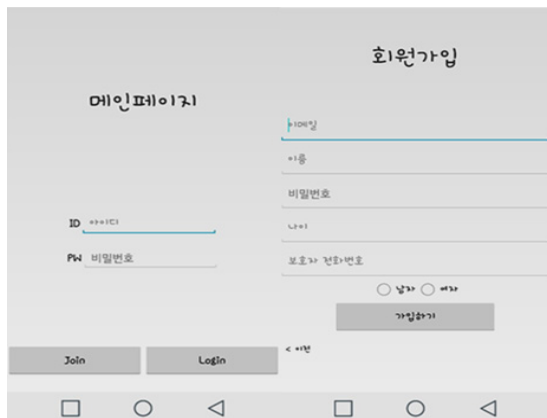 메인페이지
ID 아이디
PW 비밀번호
Join Login
회원가입
이메일
이름
비밀번호
나이
보호자 전화번호
남자 여자
가입하기
< 이전